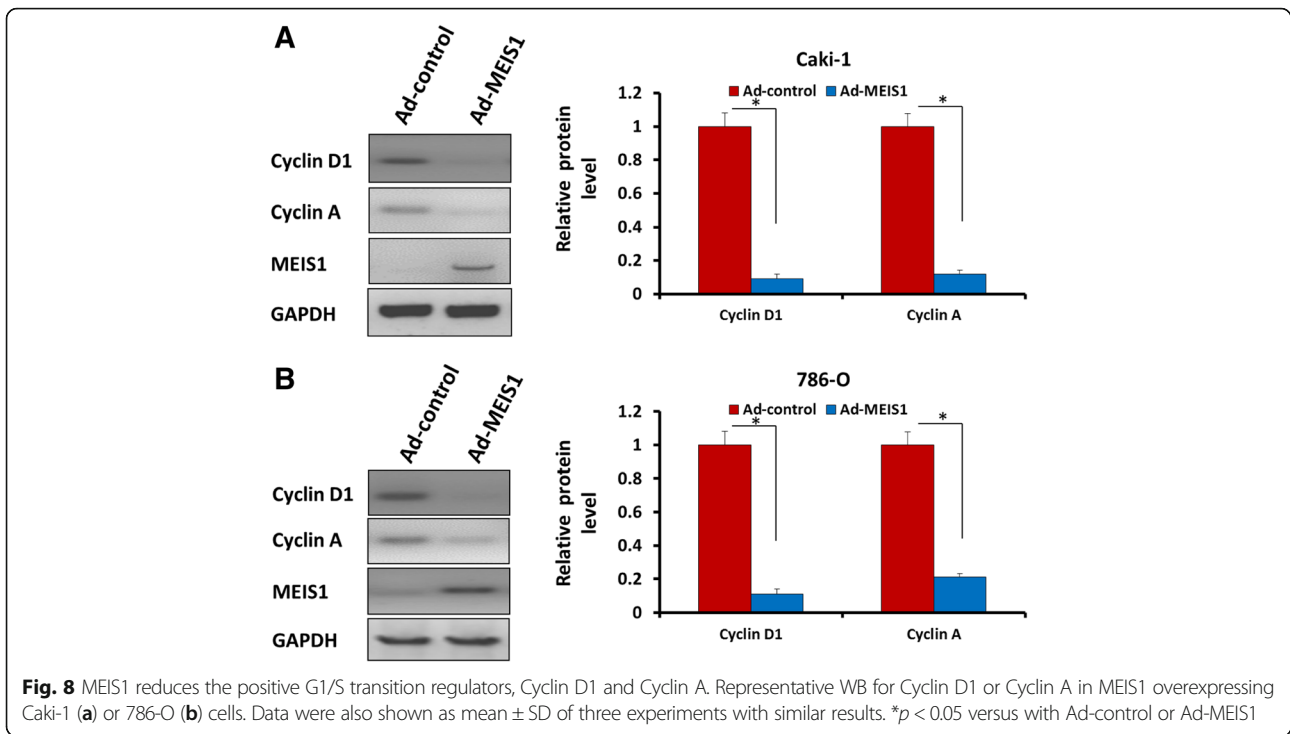 A
Ad-control
Ad-MEIS1
Cyclin D1
Cyclin A
MEIS1
GAPDH
Caki-1
Ad-control Ad-MEIS1
Relative protein
level
1.2
1
0.8
0.6
0.4
0.2
0
*
*
Cyclin D1
Cyclin A
B
Ad-control
Ad-MEIS1
Cyclin D1
Cyclin A
MEIS1
GAPDH
786-O
Ad-control Ad-MEIS1
Relative protein
level
1.2
1
0.8
0.6
0.4
0.2
0
*
*
Cyclin D1
Cyclin A
Fig. 8 MEIS1 reduces the positive G1/S transition regulators, Cyclin D1 and Cyclin A. Representative WB for Cyclin D1 or Cyclin A in MEIS1 overexpressing
Caki-1 (a) or 786-O (b) cells. Data were also shown as mean ± SD of three experiments with similar results. *p < 0.05 versus with Ad-control or Ad-MEIS1